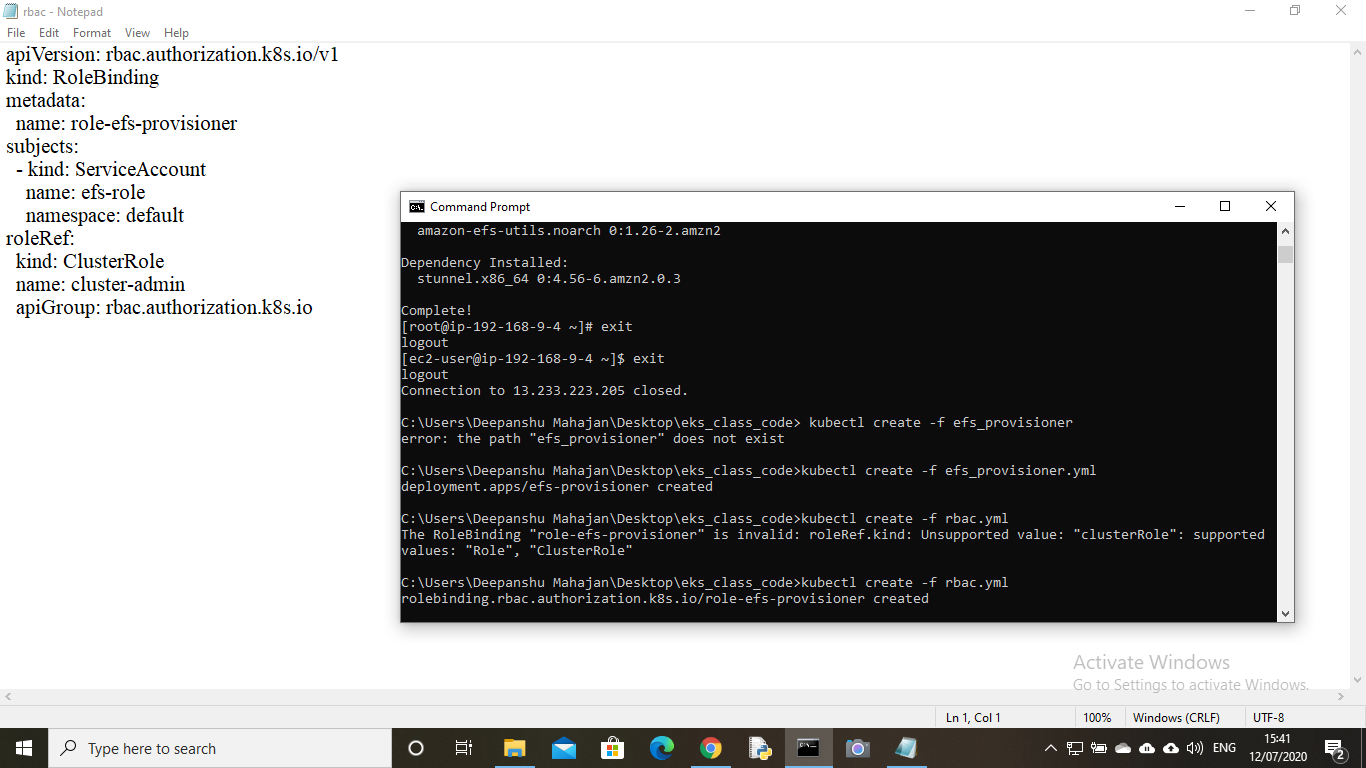 rbac - Notepad
File Edit Format View Help
apiVersion: rbac.authorization.k8s.io/v1
kind: RoleBinding
metadata:
  name: role-efs-provisioner
subjects:
  - kind: ServiceAccount
    name: efs-role
    namespace: default
roleRef:
  kind: ClusterRole
  name: cluster-admin
  apiGroup: rbac.authorization.k8s.io
Command Prompt
  amazon-efs-utils.noarch 0:1.26-2.amzn2
Dependency Installed:
  stunnel.x86_64 0:4.56-6.amzn2.0.3
Complete!
[root@ip-192-168-9-4 ~]# exit
logout
[ec2-user@ip-192-168-9-4 ~]$ exit
logout
Connection to 13.233.223.205 closed.
C:\Users\Deepanshu Mahajan\Desktop\eks_class_code> kubectl create -f efs_provisioner
error: the path "efs_provisioner" does not exist
C:\Users\Deepanshu Mahajan\Desktop\eks_class_code>kubectl create -f efs_provisioner.yml
deployment.apps/efs-provisioner created
C:\Users\Deepanshu Mahajan\Desktop\eks_class_code>kubectl create -f rbac.yml
The RoleBinding "role-efs-provisioner" is invalid: roleRef.kind: Unsupported value: "clusterRole": supported
values: "Role", "ClusterRole"
C:\Users\Deepanshu Mahajan\Desktop\eks_class_code>kubectl create -f rbac.yml
rolebinding.rbac.authorization.k8s.io/role-efs-provisioner created
Activate Windows
Go to Settings to activate Windows.
Ln 1, Col 1 100% Windows (CRLF) UTF-8
Type here to search
ENG
15:41
12/07/2020
2